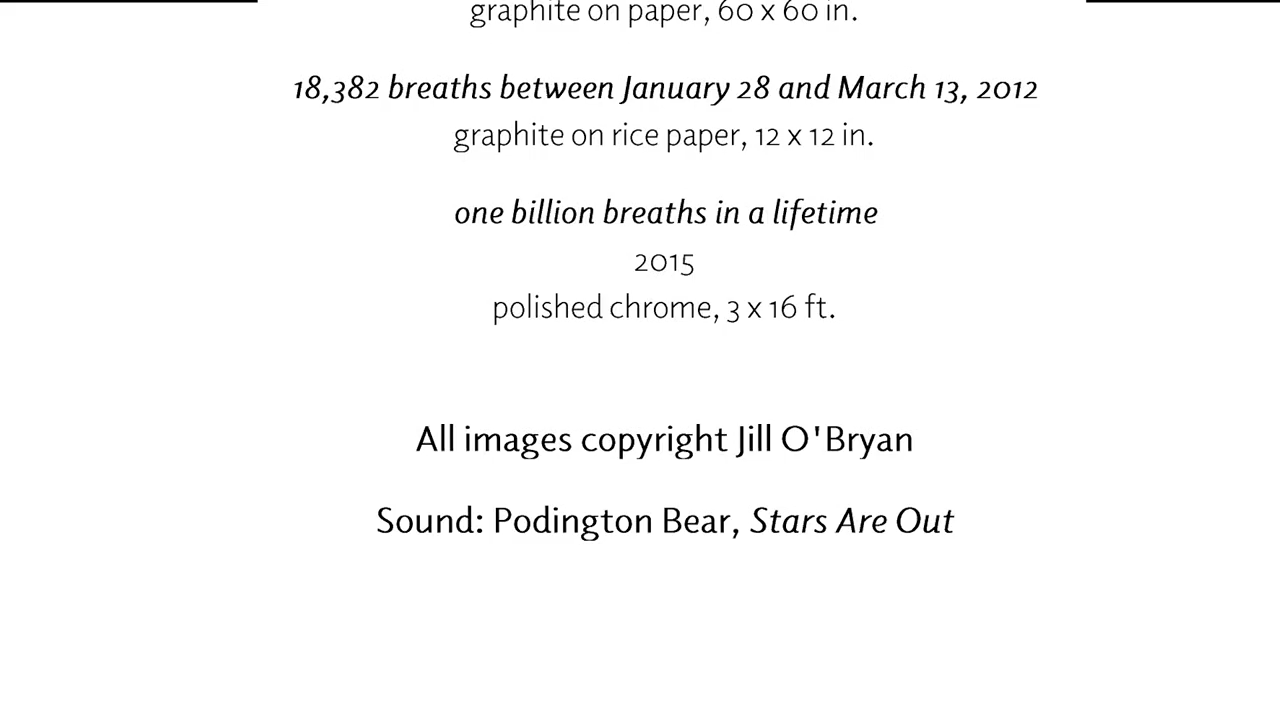 graphite on paper, 60 x 60 in.
18,382 breaths between January 28 and March 13, 2012
graphite on rice paper, 12 x 12 in.
one billion breaths in a lifetime
2015
polished chrome, 3 x 16 ft.
All images copyright Jill O'Bryan
Sound: Podington Bear, Stars Are Out